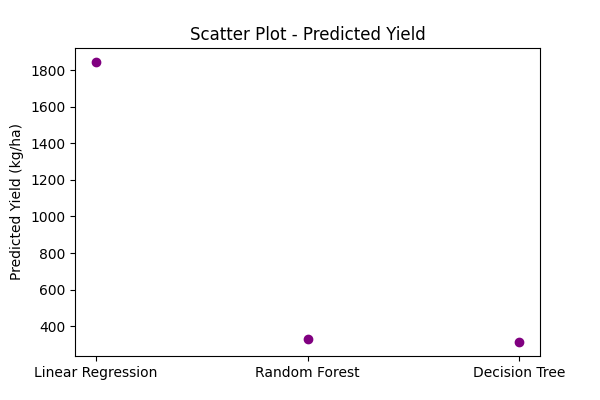 Scatter Plot - Predicted Yield
Predicted Yield (kg/ha)
1800
1600
1400
1200
1000
800
600
400
Linear Regression
Random Forest
Decision Tree